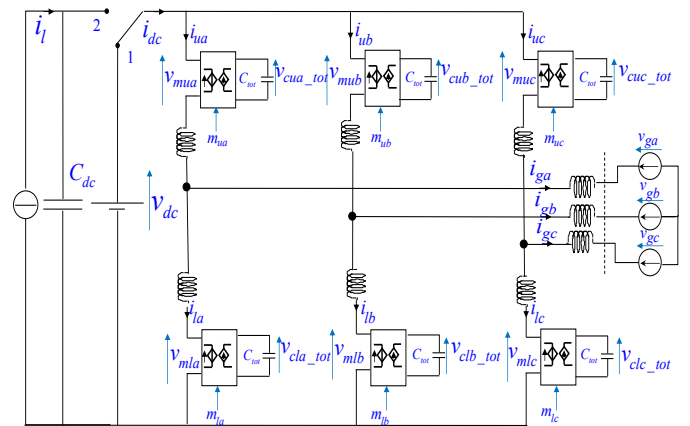 i_l
2
i_dc
i_ua
i_ub
i_uc
1
v_mua
C_tot
v_cua_tot
v_mub
C_tot
v_cub_tot
v_muc
C_tot
v_cuc_tot
m_ua
m_ub
m_uc
C_dc
v_dc
i_ga
i_gb
i_gc
v_ga
v_gb
v_gc
i_la
i_lb
i_lc
v_mla
C_tot
v_cla_tot
v_mlb
C_tot
v_clb_tot
v_mlc
C_tot
v_clc_tot
m_la
m_lb
m_lc